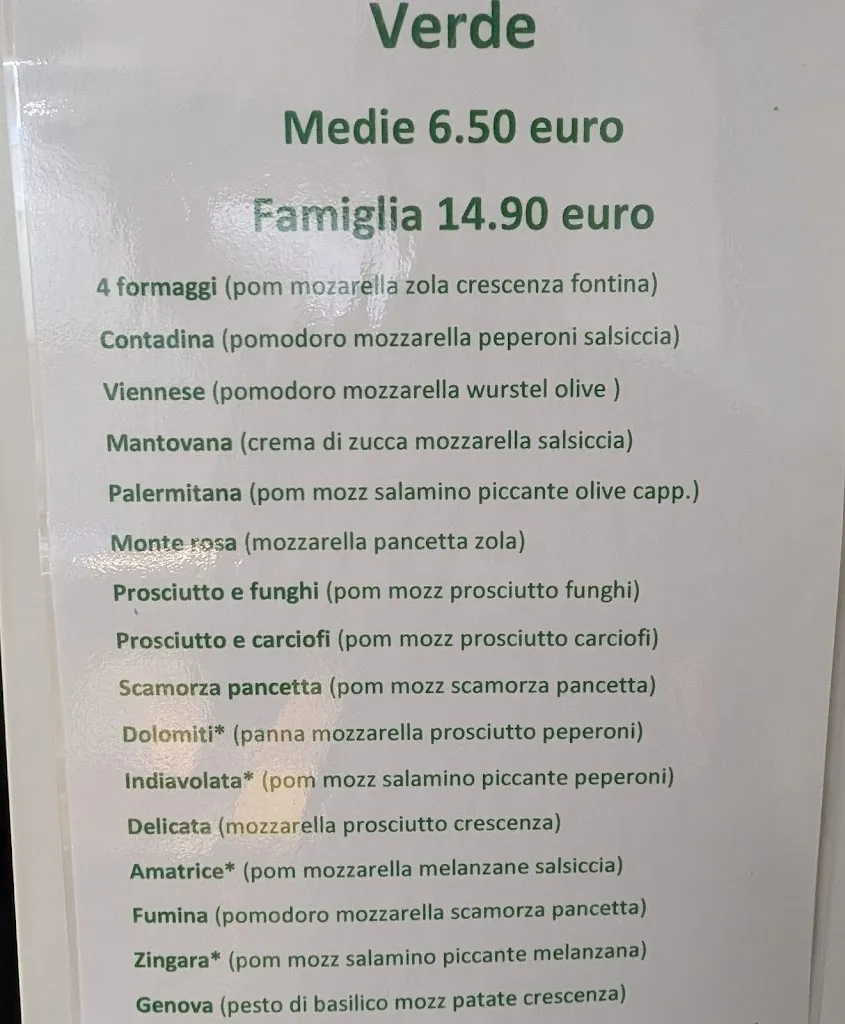 Verde
Medie 6.50 euro
Famiglia 14.90 euro
4 formaggi (pom mozarella zola crescenza fontina)
Contadina (pomodoro mozzarella peperoni salsiccia)
Viennese (pomodoro mozzarella wurstel olive )
Mantovana (crema di zucca mozzarella salsiccia)
Palermitana (pom mozz salamino piccante olive capp.)
Monte rosa (mozzarella pancetta zola)
Prosciutto e funghi (pom mozz prosciutto funghi)
Prosciutto e carciofi (pom mozz prosciutto carciofi)
Scamorza pancetta (pom mozz scamorza pancetta)
Dolomiti* (panna mozzarella prosciutto peperoni)
Indiavolata* (pom mozz salamino piccante peperoni)
Delicata (mozzarella prosciutto crescenza)
Amatrice* (pom mozzarella melanzane salsiccia)
Fumina (pomodoro mozzarella scamorza pancetta)
Zingara* (pom mozz salamino piccante melanzana)
Genova (pesto di basilico mozz patate crescenza)